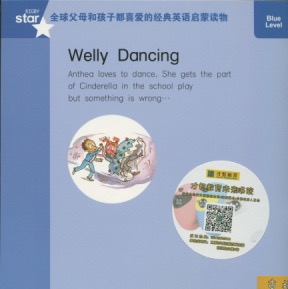 RIGBY
star
全球父母和孩子都喜爱的经典英语启蒙读物
Blue
Level
Welly Dancing
Anthea loves to dance. She gets the part
of Cinderella in the school play
but something is wrong…